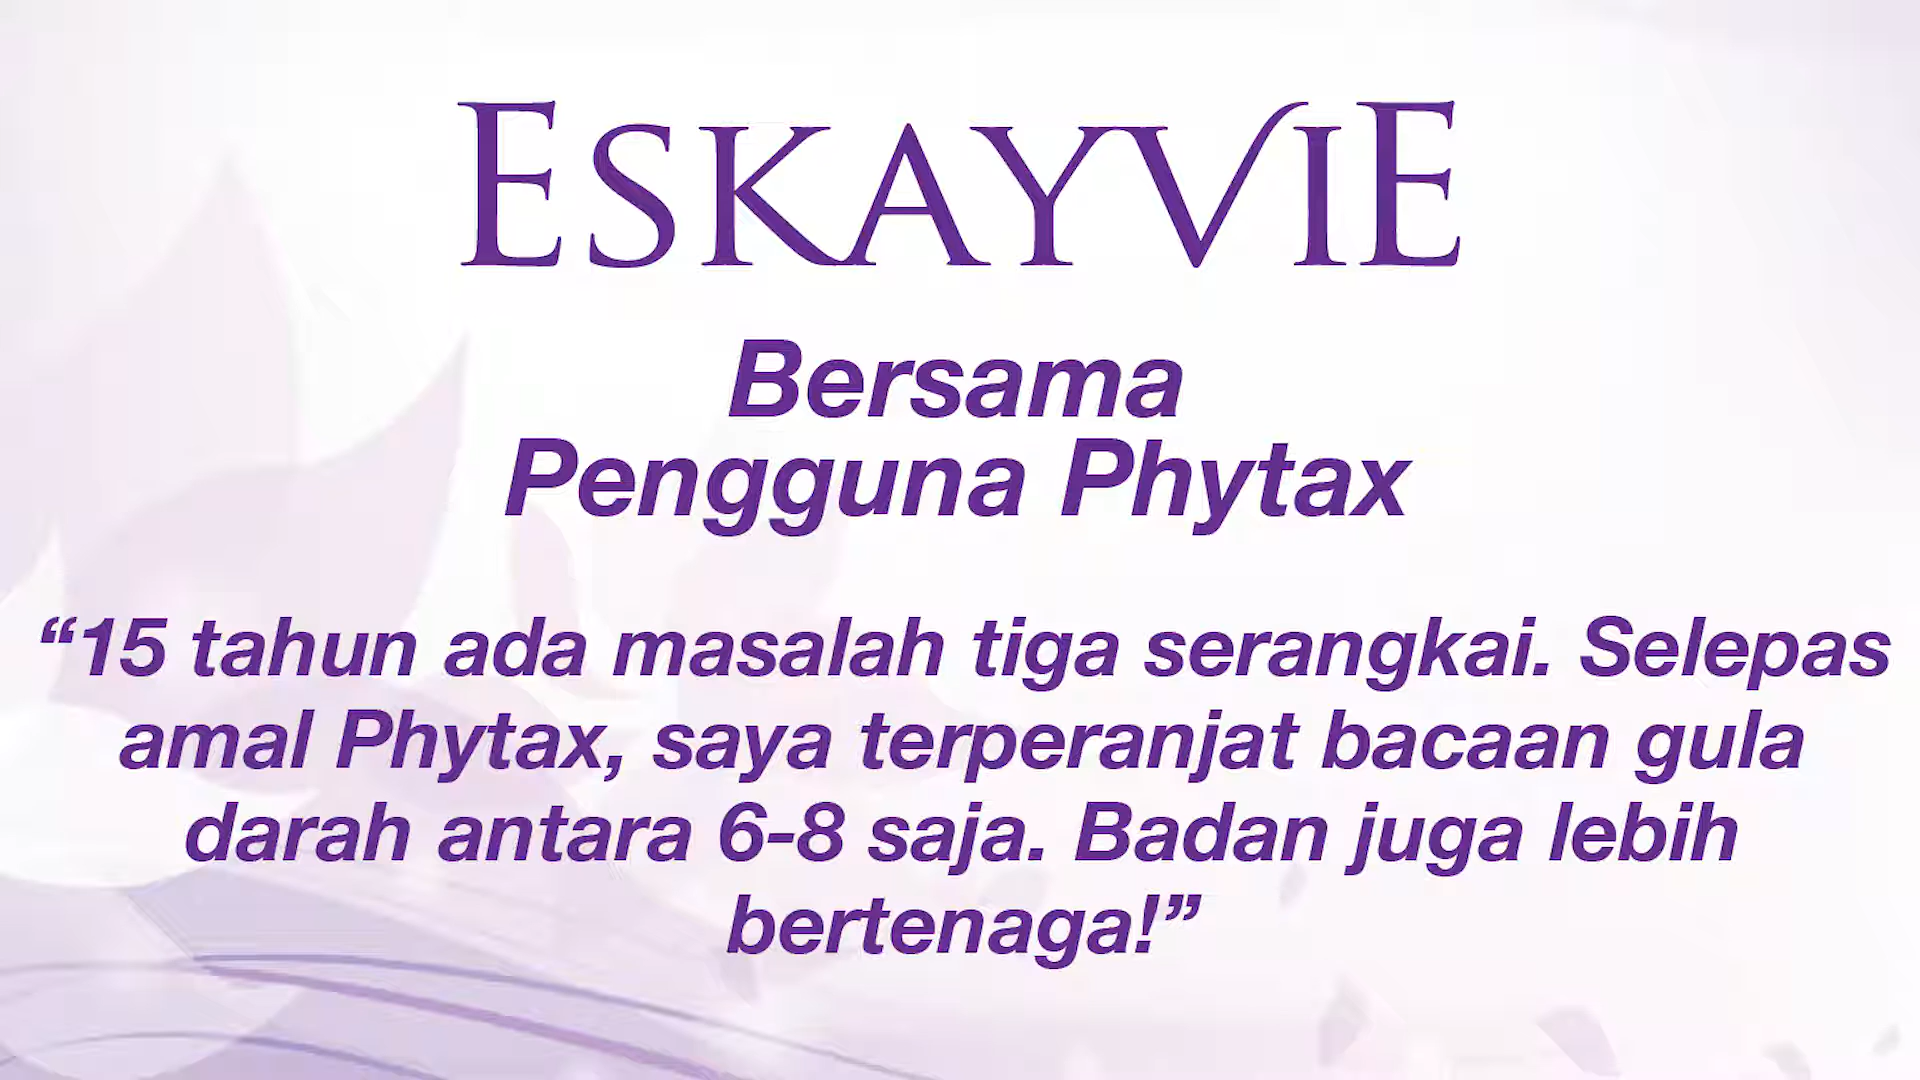 ESKAYVIE
Bersama
Pengguna Phytax
“15 tahun ada masalah tiga serangkai. Selepas
amal Phytax, saya terperanjat bacaan gula
darah antara 6-8 saja. Badan juga lebih
bertenaga!”